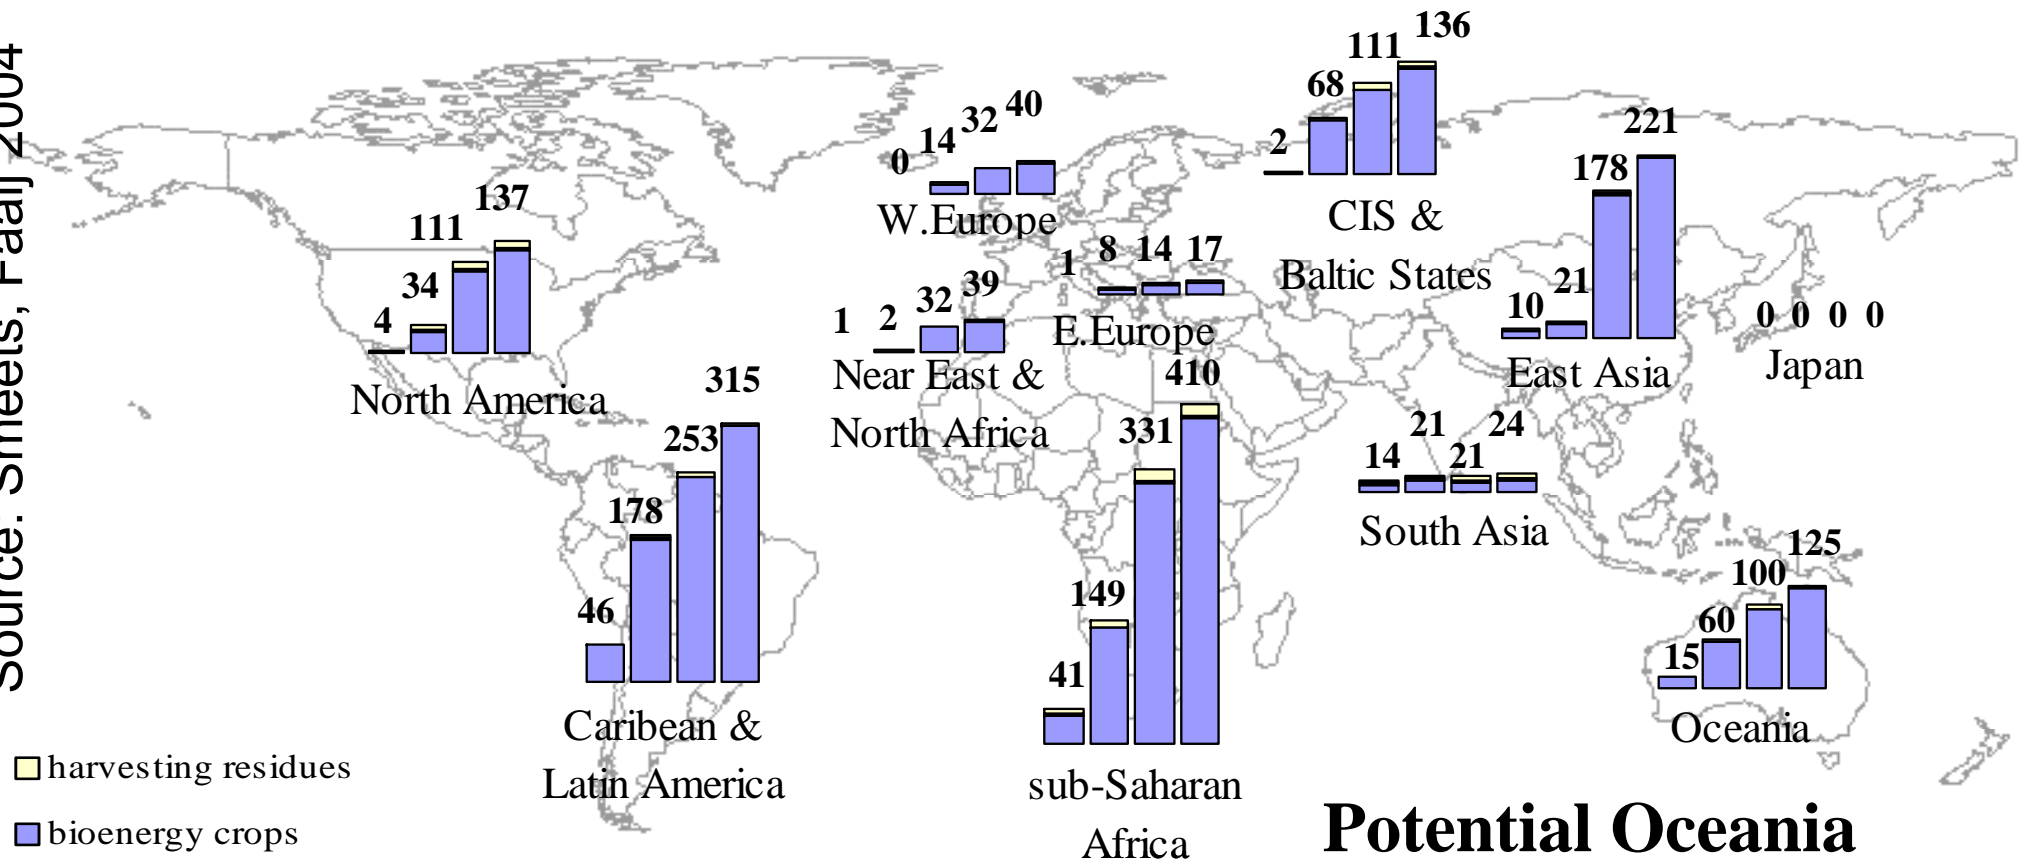 Source: Smeets, Faaij 2004
136
111
68
2
221
178
21
10
0 0 0 0
40
32
14
0
W.Europe
CIS &
Baltic States
137
111
34
4
1 8 14 17
E.Europe
39
32
2
1
Near East &
North Africa
East Asia
Japan
North America
315
253
178
46
410
331
149
41
21 24
14 21
South Asia
125
100
60
15
Oceania
Caribean &
Latin America
sub-Saharan
Africa
harvesting residues
bioenergy crops
Potential Oceania